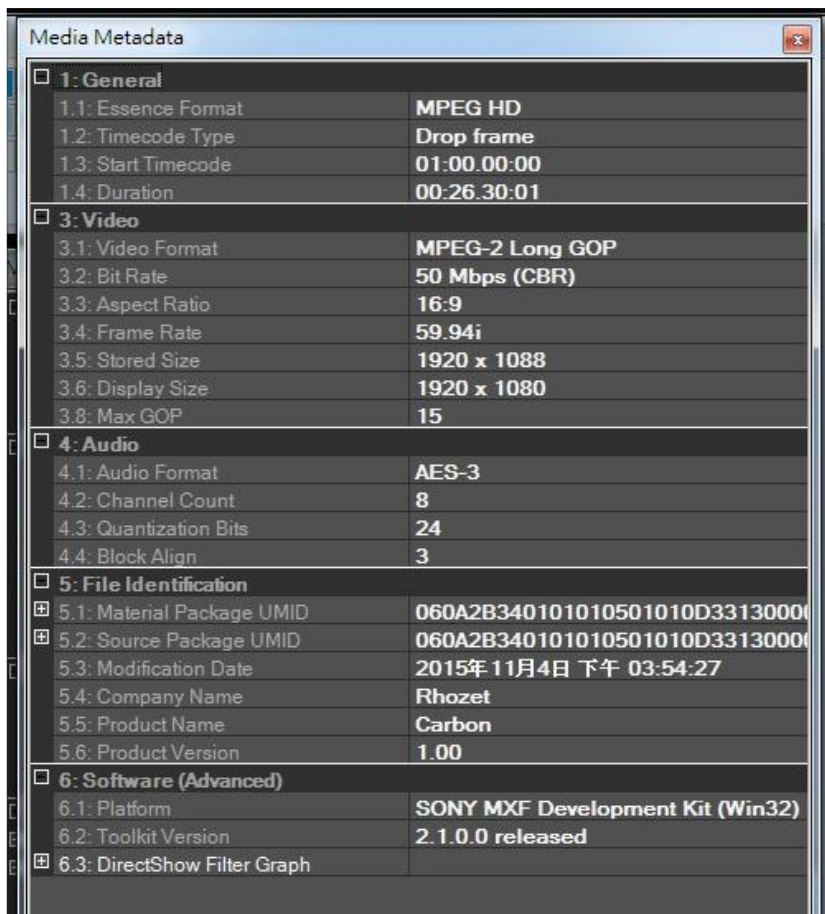 Media Metadata
1: General
1.1: Essence Format MPEG HD
1.2: Timecode Type Drop frame
1.3: Start Timecode 01:00.00:00
1.4: Duration 00:26.30:01
3: Video
3.1: Video Format MPEG-2 Long GOP
3.2: Bit Rate 50 Mbps (CBR)
3.3: Aspect Ratio 16:9
3.4: Frame Rate 59.94i
3.5: Stored Size 1920 x 1088
3.6: Display Size 1920 x 1080
3.8: Max GOP 15
4: Audio
4.1: Audio Format AES-3
4.2: Channel Count 8
4.3: Quantization Bits 24
4.4: Block Align 3
5: File Identification
5.1: Material Package UMID 060A2B340101010501010D33130000
5.2: Source Package UMID 060A2B340101010501010D33130000
5.3: Modification Date 2015年11月4日 下午 03:54:27
5.4: Company Name Rhozet
5.5: Product Name Carbon
5.6: Product Version 1.00
6: Software (Advanced)
6.1: Platform SONY MXF Development Kit (Win32)
6.2: Toolkit Version 2.1.0.0 released
6.3: DirectShow Filter Graph